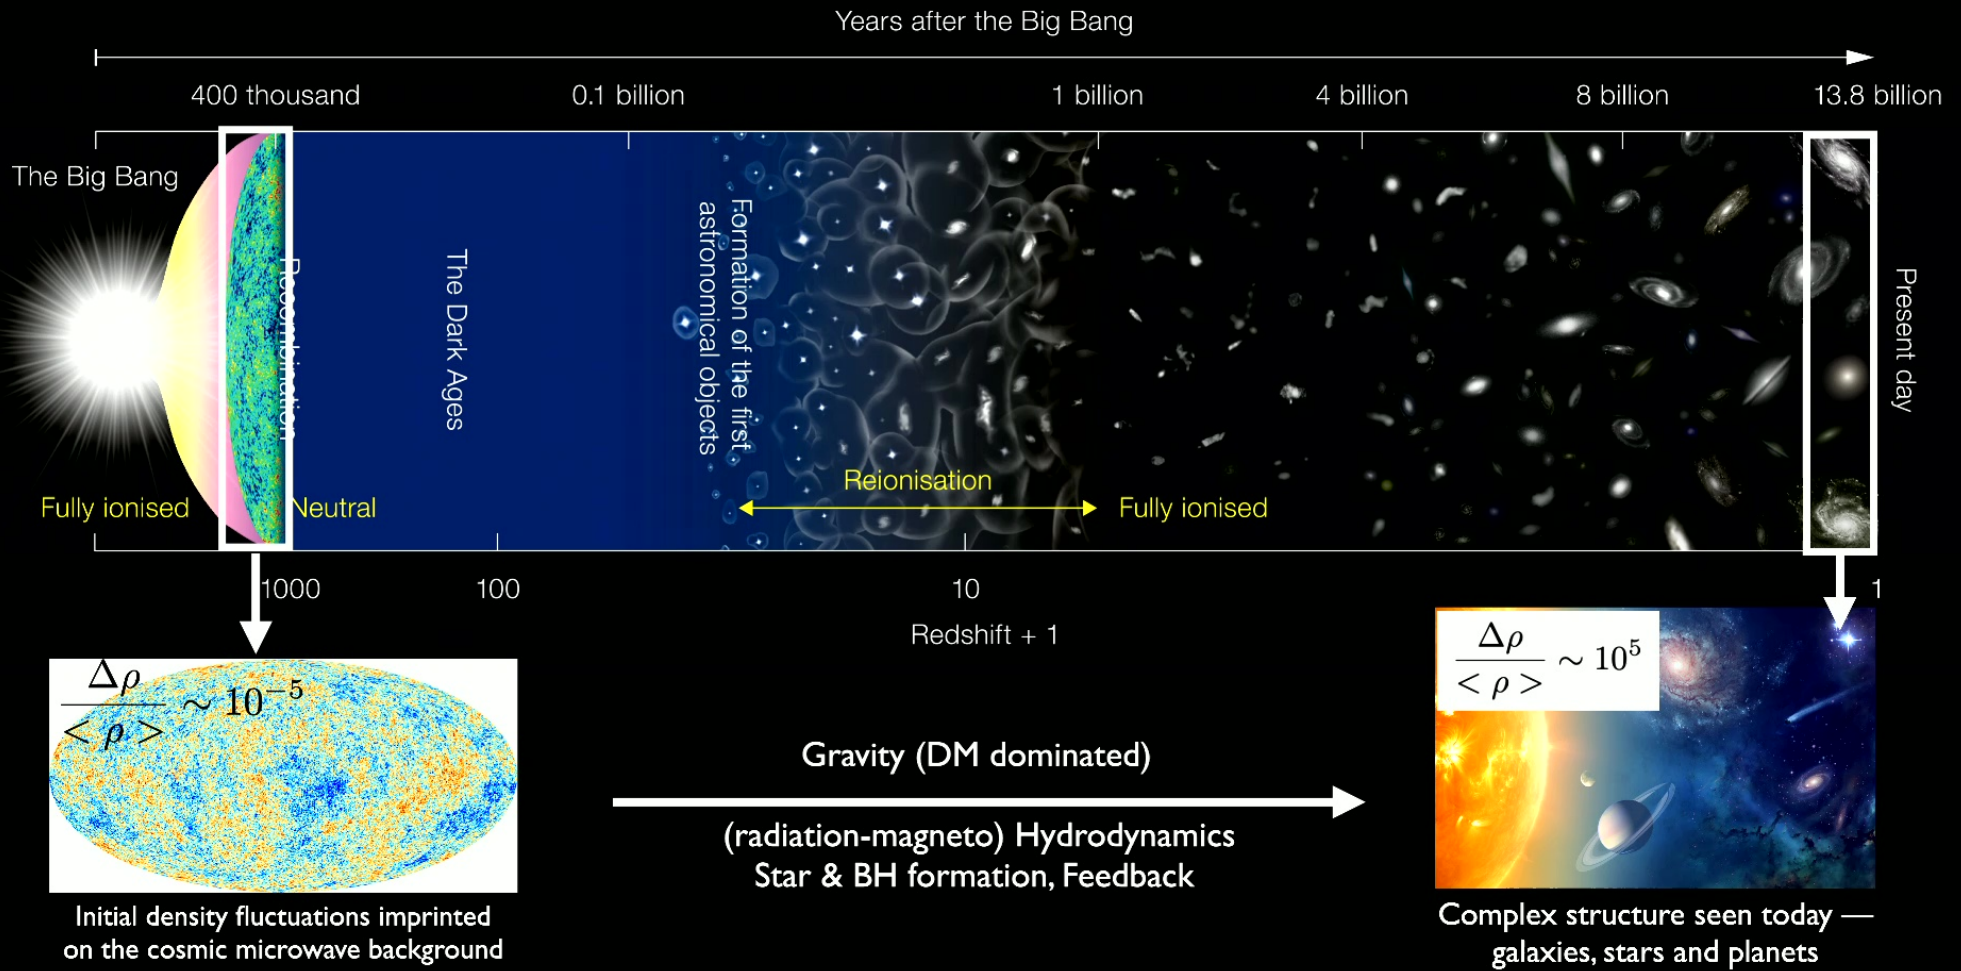 Years after the Big Bang
400 thousand
0.1 billion
1 billion
4 billion
8 billion
13.8 billion
The Big Bang
Recombination
The Dark Ages
Formation of the first
astronomical objects
Present day
Fully ionised
Neutral
Reionisation
Fully ionised
1000
100
10
1
Redshift + 1
Δρ
< ρ >
∼ 10⁻⁵
Δρ
< ρ >
∼ 10⁵
Gravity (DM dominated)
(radiation-magneto) Hydrodynamics
Star & BH formation, Feedback
Initial density fluctuations imprinted
on the cosmic microwave background
Complex structure seen today —
galaxies, stars and planets